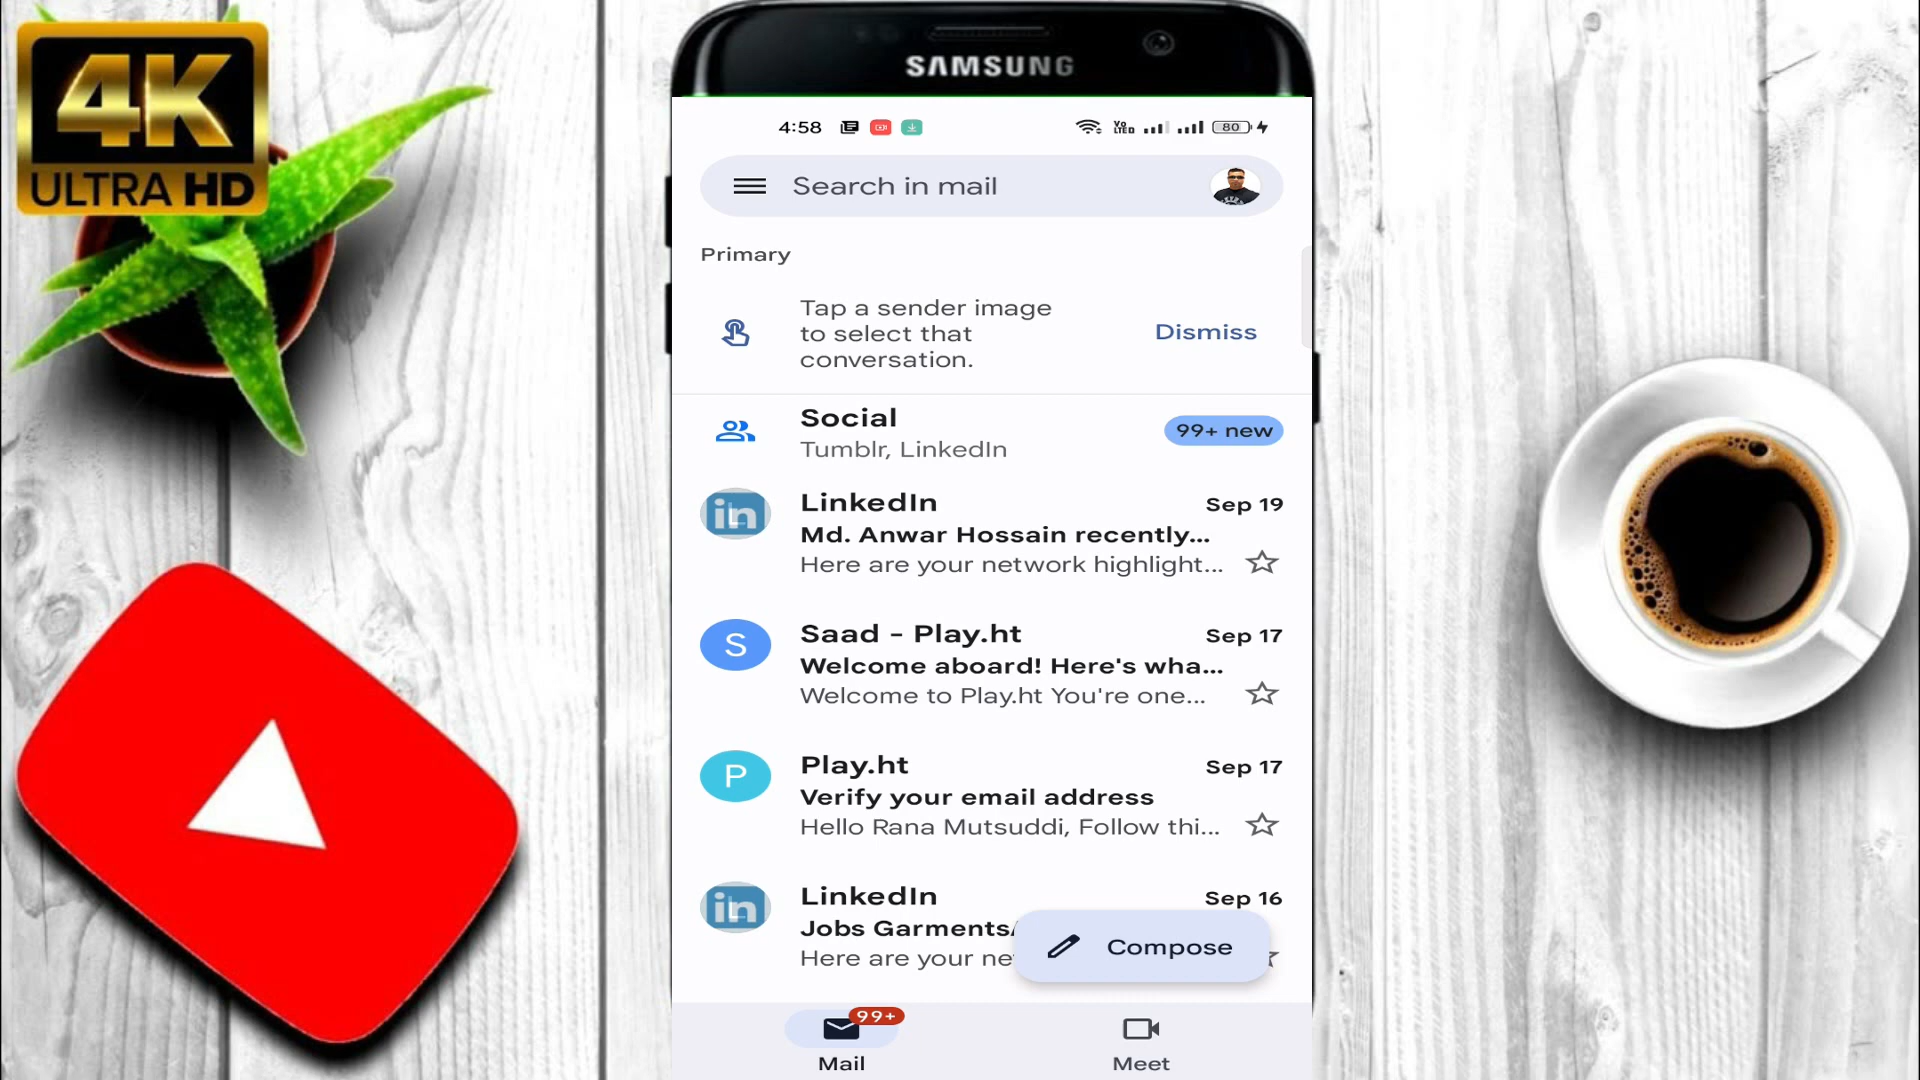 4K
ULTRA HD
SAMSUNG
4:58
VoLTED
80
Search in mail
Primary
Tap a sender image
to select that
conversation.
Dismiss
Social
99+ new
Tumblr, LinkedIn
in L
LinkedIn
Sep 19
Md. Anwar Hossain recently...
Here are your network highlight...
S
Saad - Play.ht
Sep 17
Welcome aboard! Here's wha...
Welcome to Play.ht You're one...
P
Play.ht
Sep 17
Verify your email address
Hello Rana Mutsuddi, Follow thi...
in L
LinkedIn
Sep 16
Jobs Garments
Here are your ne
Compose
99+
Mail
Meet